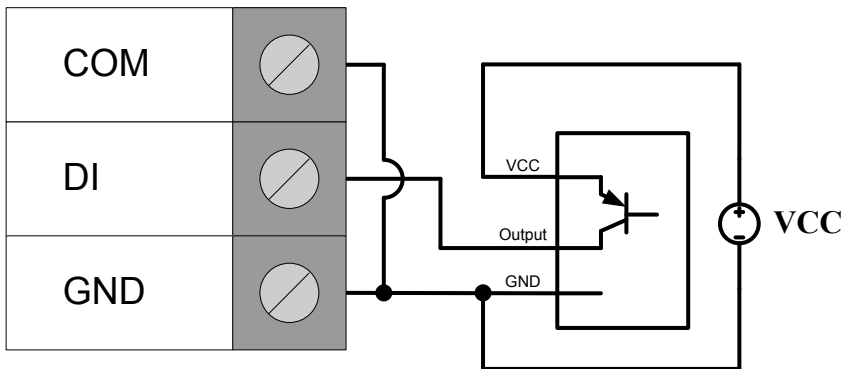 COM
DI
GND
VCC
Output
GND
VCC